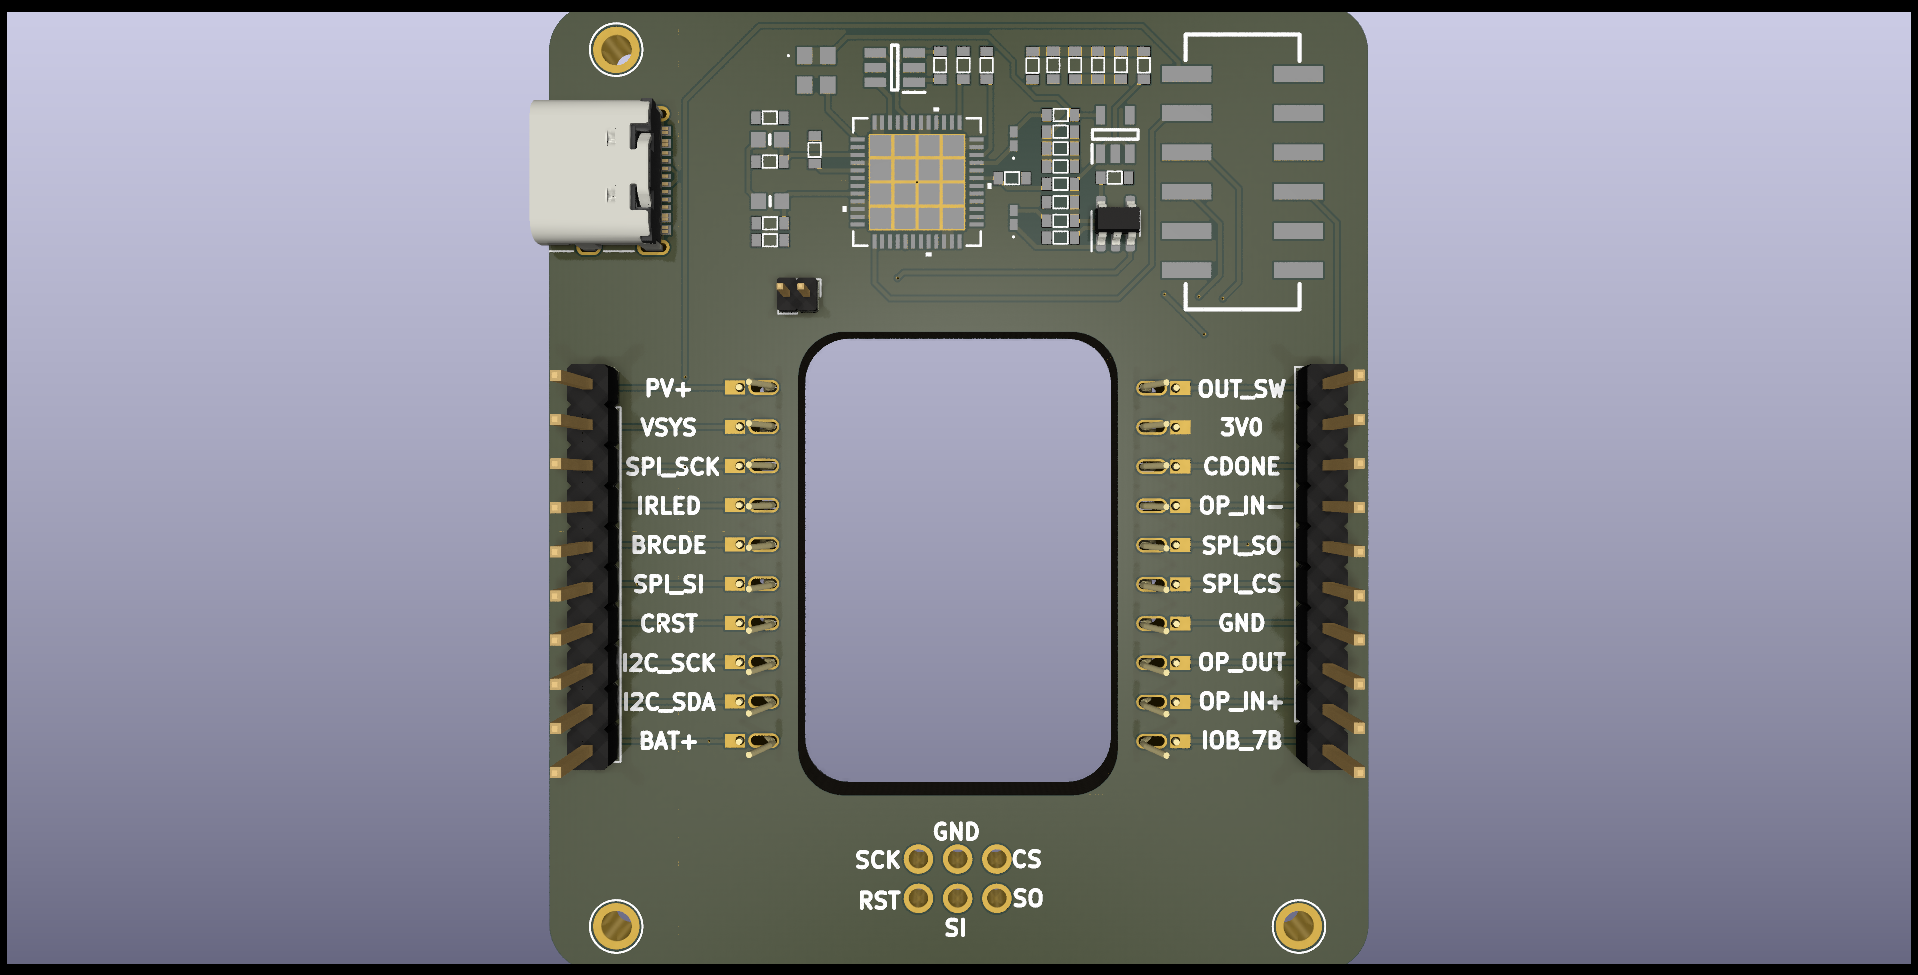 PV+ OUT_SW
VSYS 3V0
SPI_SCK CDONE
IRLED OP_IN-
BRCDE SPI_SO
SPI_SI SPI_CS
CRST GND
I2C_SCK OP_OUT
I2C_SDA OP_IN+
BAT+ IOB_7B
GND
SCK CS
RST SO
SI